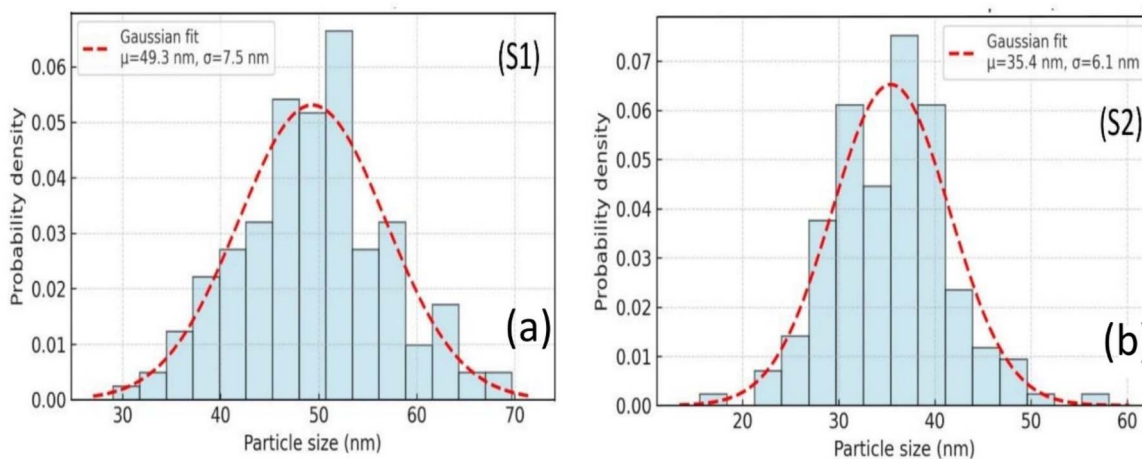 Gaussian fit
μ=49.3 nm, σ=7.5 nm
(S1)
0.06
0.05
0.04
0.03
0.02
0.01
0.00
Probability density
(a)
30 40 50 60 70
Particle size (nm)
Gaussian fit
μ=35.4 nm, σ=6.1 nm
(S2)
0.07
0.06
0.05
0.04
0.03
0.02
0.01
0.00
Probability density
(b
20 30 40 50 60
Particle size (nm)